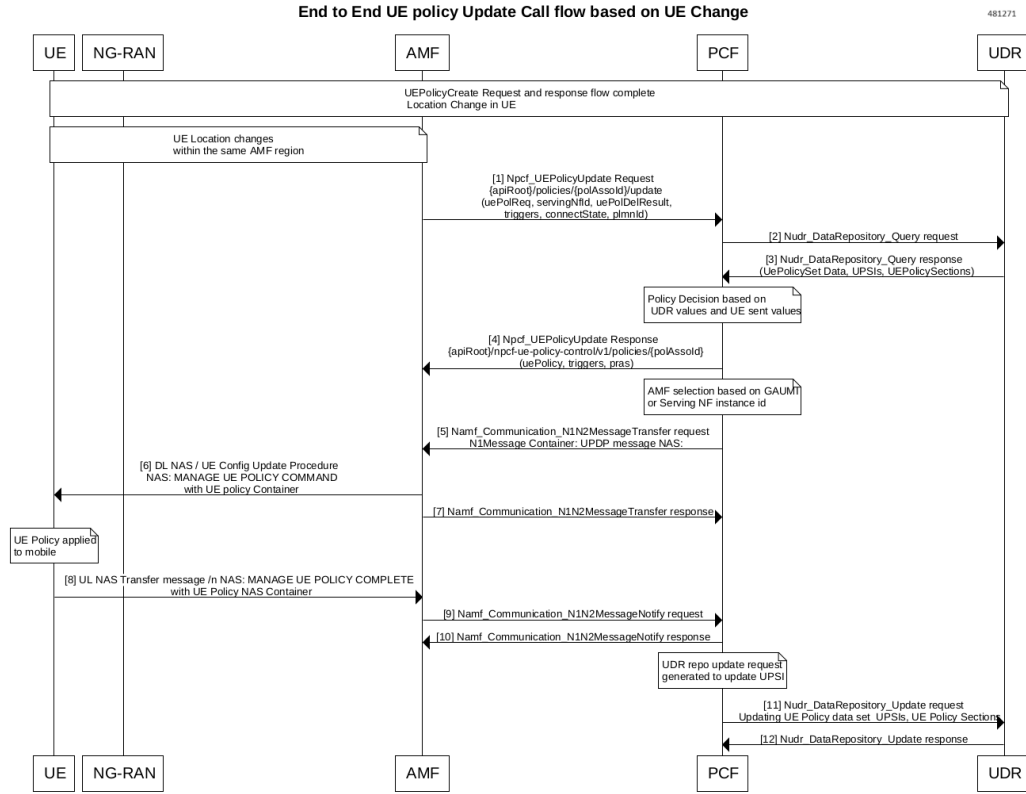 End to End UE policy Update Call flow based on UE Change
481271
UE
NG-RAN
AMF
PCF
UDR
UEPolicyCreate Request and response flow complete
Location Change in UE
UE Location changes
within the same AMF region
[1] Npcf_UEPolicyUpdate Request
{apiRoot}/policies/{polAssoId}/update
(uePolReq, servingNfId, uePolDelResult,
triggers, connectState, plmnId)
[2] Nudr_DataRepository_Query request
[3] Nudr_DataRepository_Query response
(UePolicySet Data, UPSIs, UEPolicySections)
Policy Decision based on
UDR values and UE sent values
[4] Npcf_UEPolicyUpdate Response
{apiRoot}/npcf-ue-policy-control/v1/policies/{polAssoId}
(uePolicy, triggers, pras)
AMF selection based on GAUMI
or Serving NF instance id
[5] Namf_Communication_N1N2MessageTransfer request
N1Message Container: UPDP message NAS:
[6] DL NAS / UE Config Update Procedure
NAS: MANAGE UE POLICY COMMAND
with UE policy Container
[7] Namf_Communication_N1N2MessageTransfer response
UE Policy applied
to mobile
[8] UL NAS Transfer message /n NAS: MANAGE UE POLICY COMPLETE
with UE Policy NAS Container
[9] Namf_Communication_N1N2MessageNotify request
[10] Namf_Communication_N1N2MessageNotify response
UDR repo update request
generated to update UPSI
[11] Nudr_DataRepository_Update request
Updating UE Policy data set UPSIs, UE Policy Sections
[12] Nudr_DataRepository_Update response
UE
NG-RAN
AMF
PCF
UDR